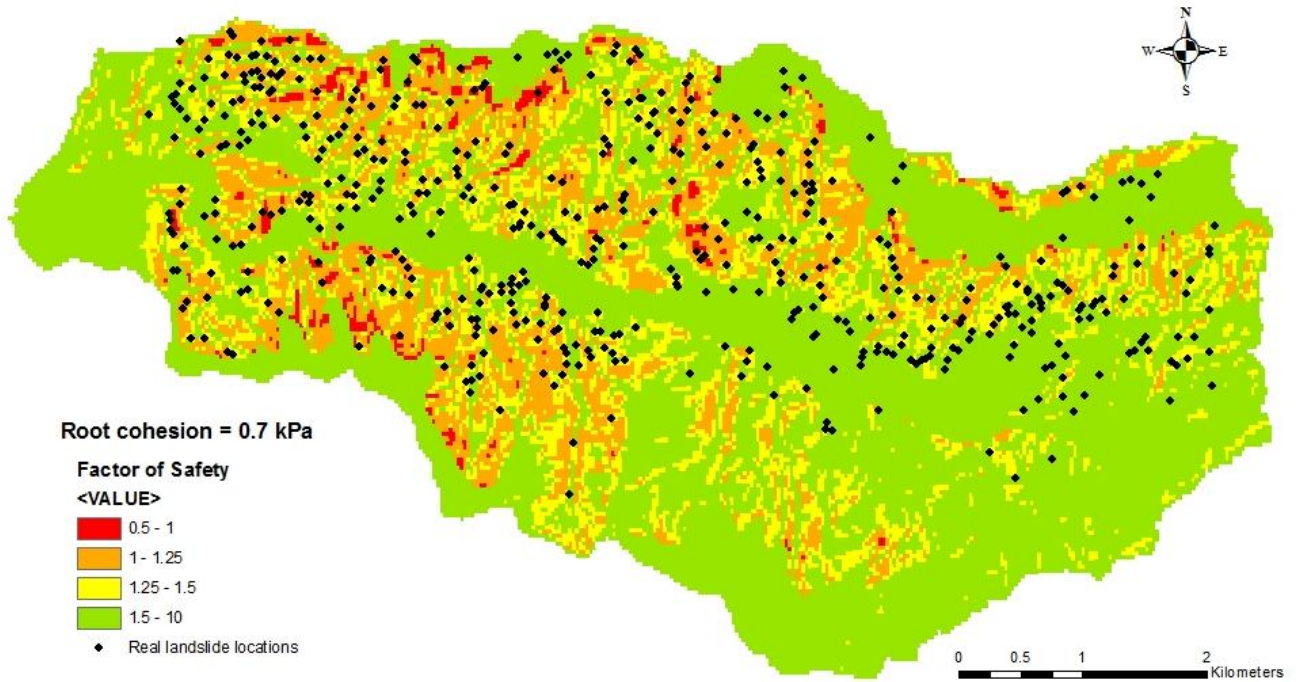 N
W E
S
Root cohesion = 0.7 kPa
Factor of Safety
<VALUE>
0.5 - 1
1 - 1.25
1.25 - 1.5
1.5 - 10
Real landslide locations
0 0.5 1 2
Kilometers